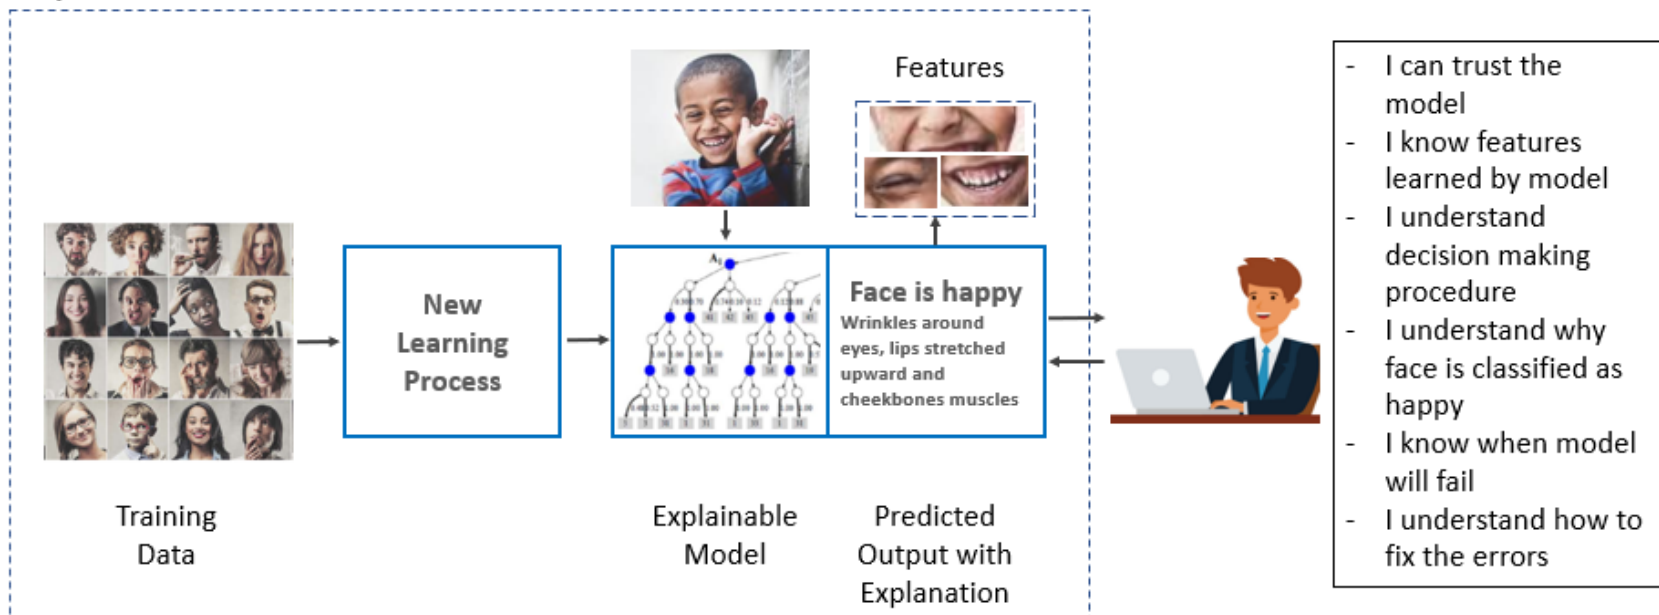 Features
- I can trust the
model
- I know features
learned by model
- I understand
decision making
procedure
- I understand why
face is classified as
happy
- I know when model
will fail
- I understand how to
fix the errors
New
Learning
Process
A₁
Face is happy
Wrinkles around
eyes, lips stretched
upward and
cheekbones muscles
Training
Data
Explainable
Model
Predicted
Output with
Explanation